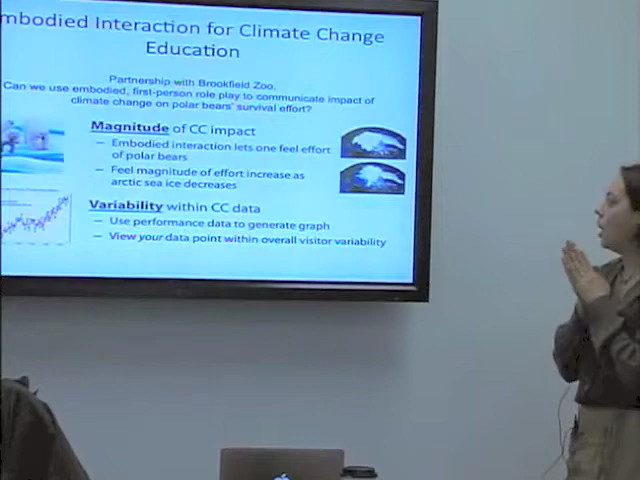 mbodied Interaction for Climate Change
Education
Partnership with Brookfield Zoo.
Can we use embodied, first-person role play to communicate impact of
climate change on polar bears' survival effort?
Magnitude of CC impact
– Embodied interaction lets one feel effort
of polar bears
– Feel magnitude of effort increase as
arctic sea ice decreases
Variability within CC data
– Use performance data to generate graph
– View your data point within overall visitor variability